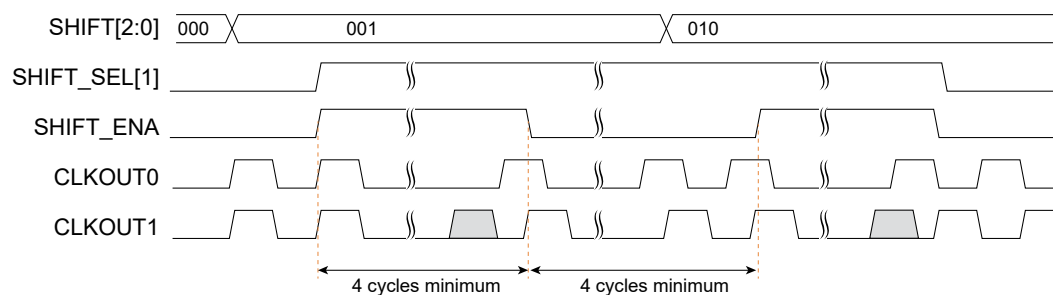 SHIFT[2:0] 000 001 010
SHIFT_SEL[1]
SHIFT_ENA
CLKOUT0
CLKOUT1
4 cycles minimum 4 cycles minimum